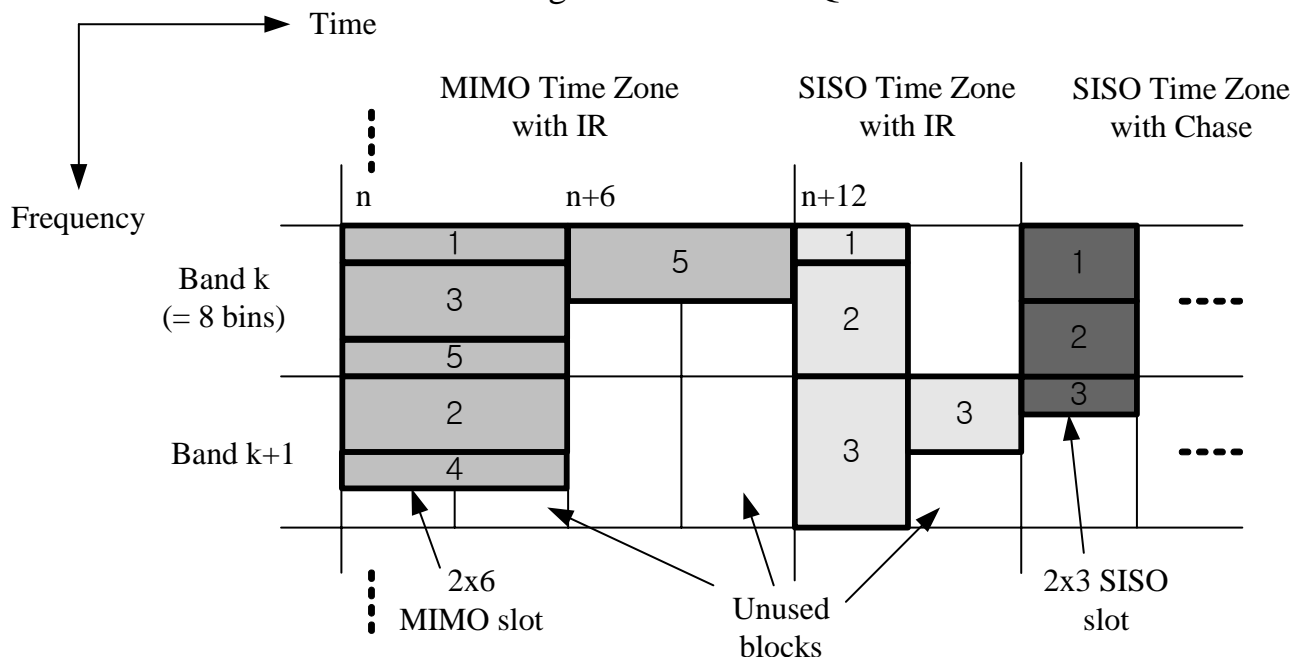 Time
Frequency
MIMO Time Zone
with IR
SISO Time Zone
with IR
SISO Time Zone
with Chase
n
n+6
n+12
Band k
(= 8 bins)
Band k+1
1
3
5
2
4
5
1
2
3
3
1
2
3
2x6
MIMO slot
Unused
blocks
2x3 SISO
slot